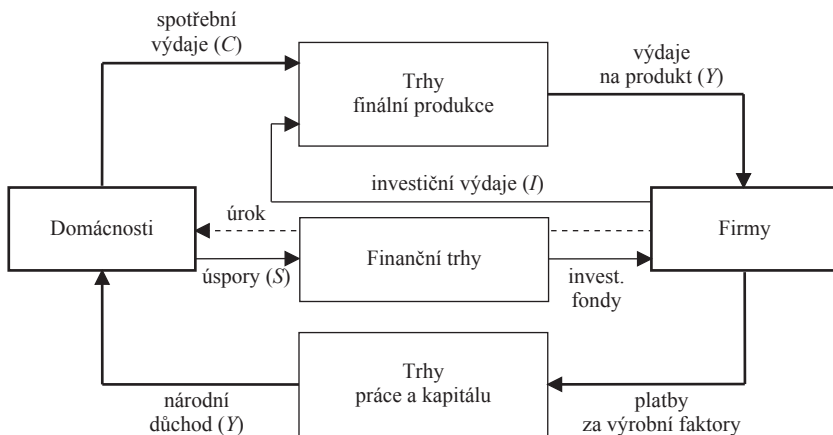 spotřební
výdaje (C)
Trhy
finální produkce
výdaje
na produkt (Y)
investiční výdaje (I)
Domácnosti
úrok
Firmy
Finanční trhy
úspory (S)
invest.
fondy
Trhy
práce a kapitálu
národní
důchod (Y)
platby
za výrobní faktory